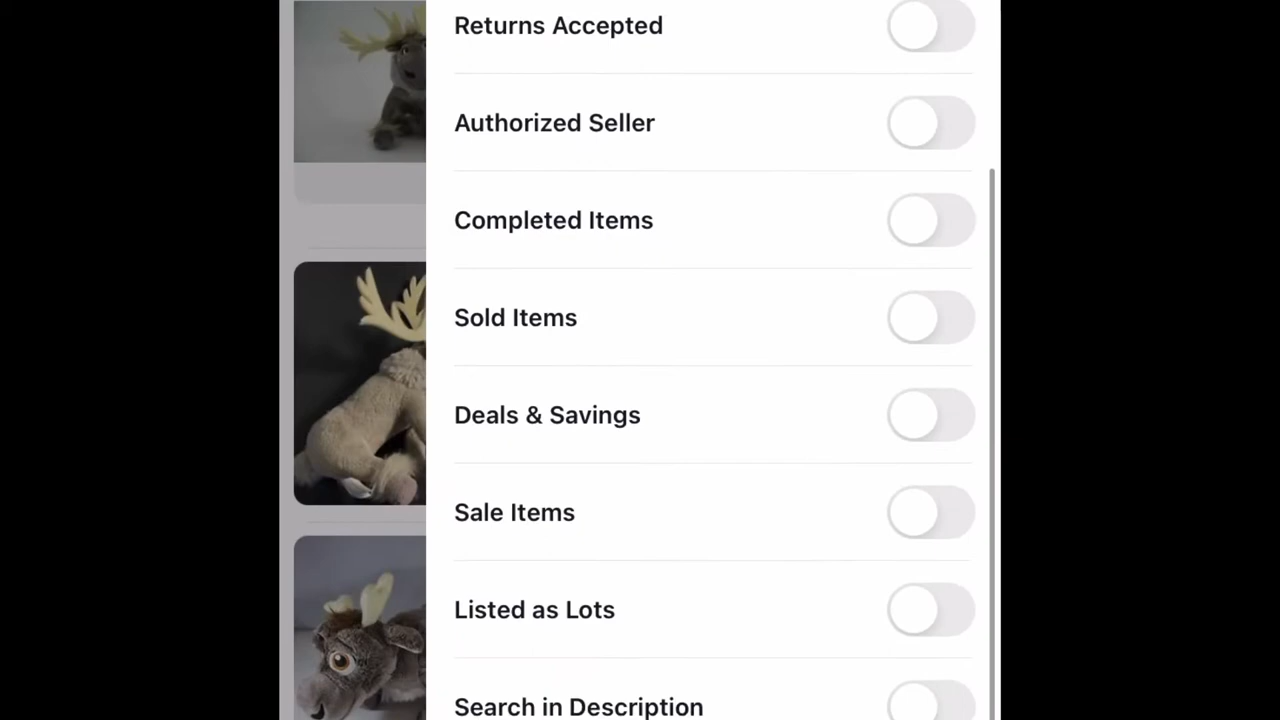 Returns Accepted
Authorized Seller
Completed Items
Sold Items
Deals & Savings
Sale Items
Listed as Lots
Search in Description